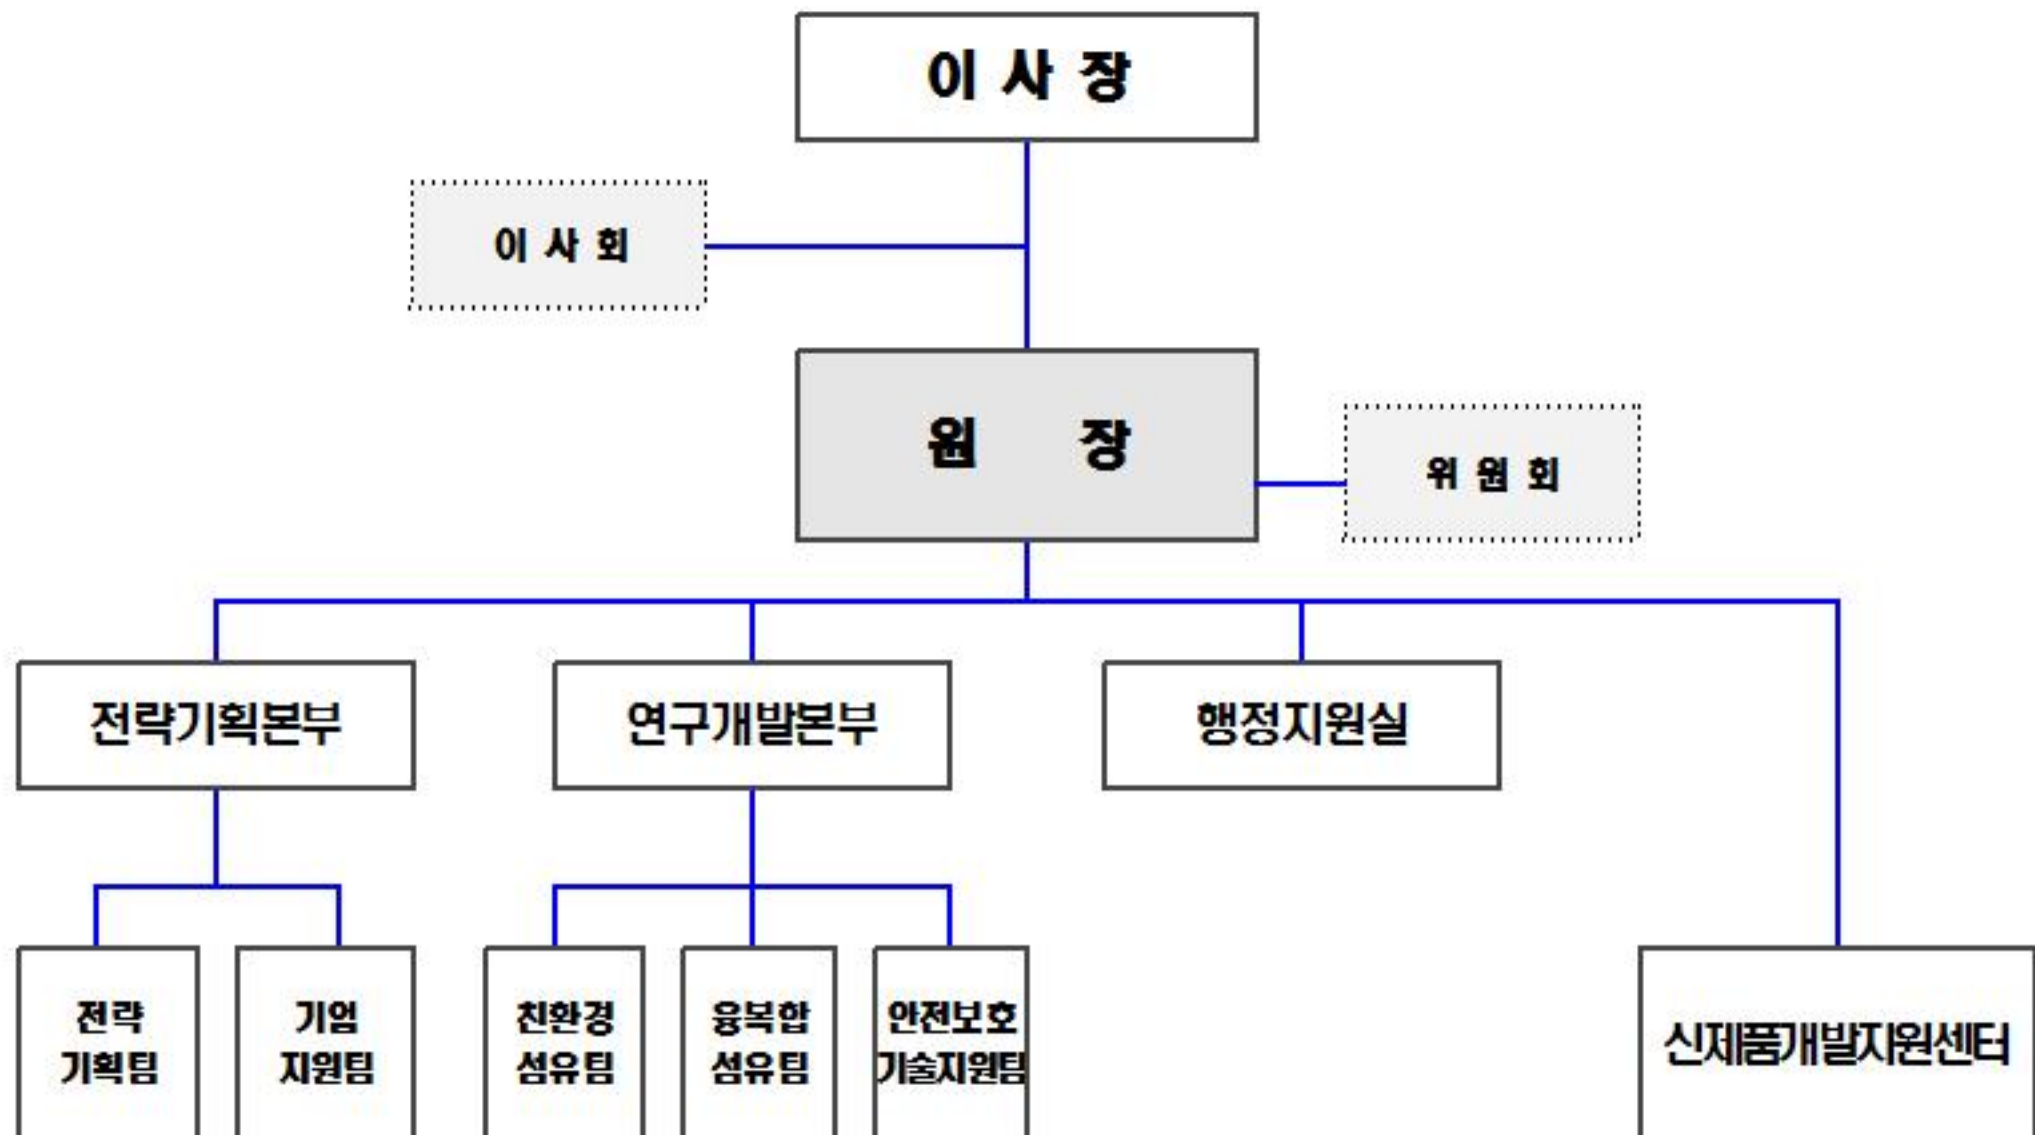 이 사 장
이 사 회
원 장
위 원 회
전략기획본부
연구개발본부
행정지원실
전략
기획팀
기업
지원팀
친환경
섬유팀
융복합
섬유팀
안전보호
기술지원팀
신제품개발지원센터